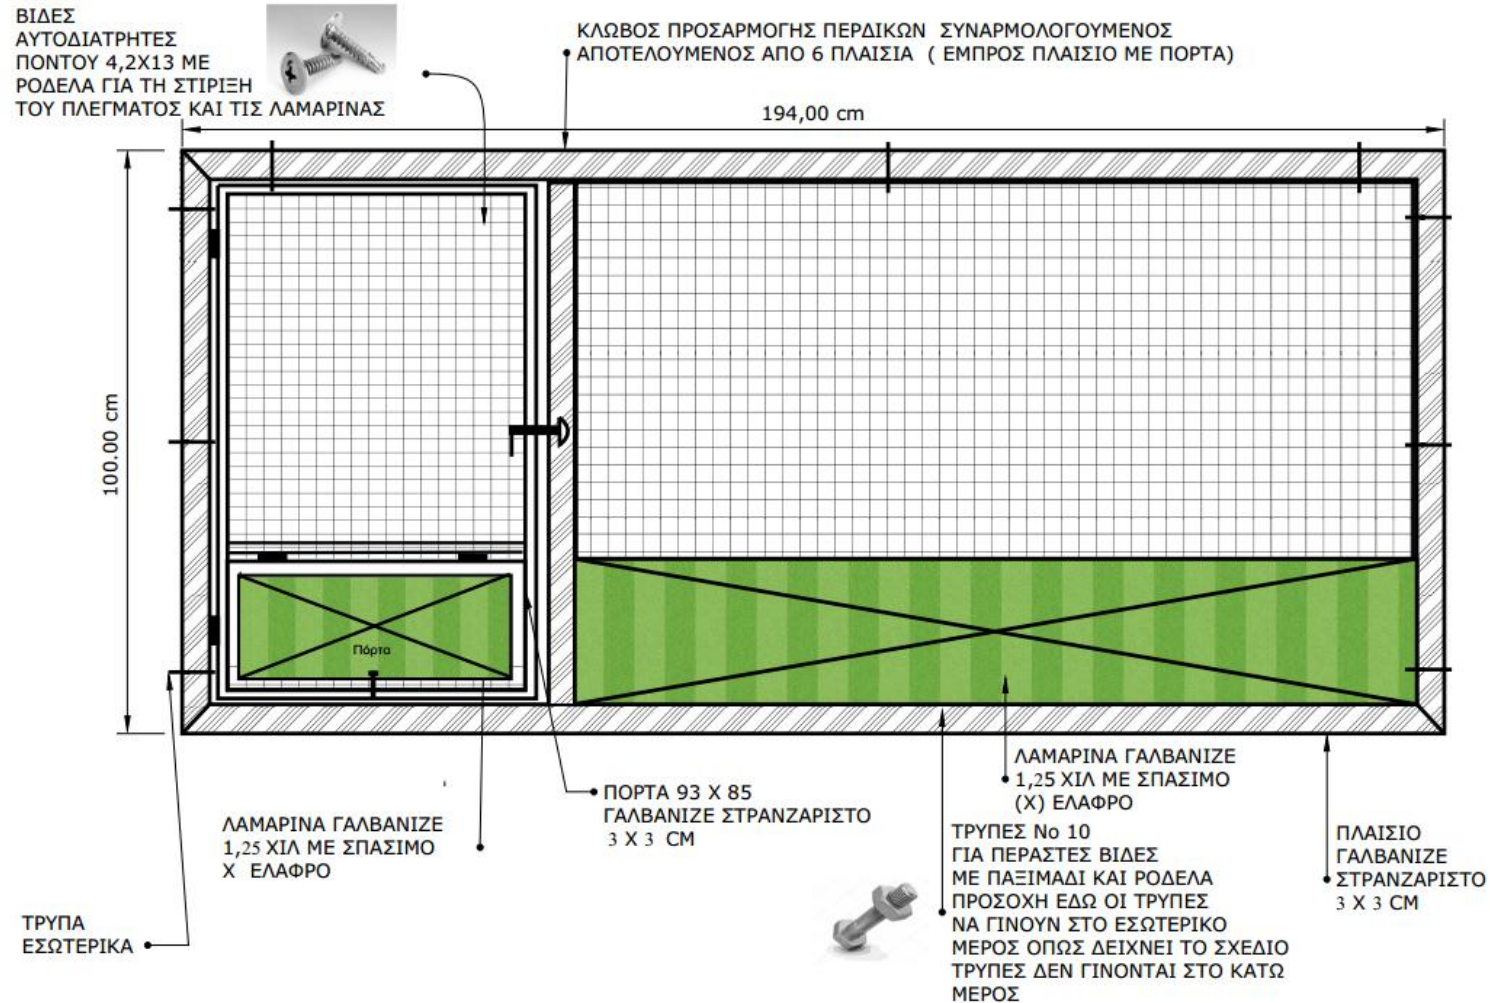 ΒΙΔΕΣ
ΑΥΤΟΔΙΑΤΡΗΤΕΣ
ΠΟΝΤΟΥ 4,2Χ13 ΜΕ
ΡΟΔΕΛΑ ΓΙΑ ΤΗ ΣΤΙΡΙΞΗ
ΤΟΥ ΠΛΕΓΜΑΤΟΣ ΚΑΙ ΤΙΣ ΛΑΜΑΡΙΝΑΣ
ΚΛΩΒΟΣ ΠΡΟΣΑΡΜΟΓΗΣ ΠΕΡΔΙΚΩΝ ΣΥΝΑΡΜΟΛΟΓΟΥΜΕΝΟΣ
ΑΠΟΤΕΛΟΥΜΕΝΟΣ ΑΠΟ 6 ΠΛΑΙΣΙΑ ( ΕΜΠΡΟΣ ΠΛΑΙΣΙΟ ΜΕ ΠΟΡΤΑ)
194,00 cm
100.00 cm
Πόρτα
ΛΑΜΑΡΙΝΑ ΓΑΛΒΑΝΙΖΕ
1,25 ΧΙΛ ΜΕ ΣΠΑΣΙΜΟ
Χ ΕΛΑΦΡΟ
ΤΡΥΠΑ
ΕΣΩΤΕΡΙΚΑ
ΠΟΡΤΑ 93 Χ 85
ΓΑΛΒΑΝΙΖΕ ΣΤΡΑΝΖΑΡΙΣΤΟ
3 Χ 3 CM
ΛΑΜΑΡΙΝΑ ΓΑΛΒΑΝΙΖΕ
1,25 ΧΙΛ ΜΕ ΣΠΑΣΙΜΟ
(Χ) ΕΛΑΦΡΟ
ΤΡΥΠΕΣ Νο 10
ΓΙΑ ΠΕΡΑΣΤΕΣ ΒΙΔΕΣ
ΜΕ ΠΑΞΙΜΑΔΙ ΚΑΙ ΡΟΔΕΛΑ
ΠΡΟΣΟΧΗ ΕΔΩ ΟΙ ΤΡΥΠΕΣ
ΝΑ ΓΙΝΟΥΝ ΣΤΟ ΕΣΩΤΕΡΙΚΟ
ΜΕΡΟΣ ΟΠΩΣ ΔΕΙΧΝΕΙ ΤΟ ΣΧΕΔΙΟ
ΤΡΥΠΕΣ ΔΕΝ ΓΙΝΟΝΤΑΙ ΣΤΟ ΚΑΤΩ
ΜΕΡΟΣ
ΠΛΑΙΣΙΟ
ΓΑΛΒΑΝΙΖΕ
ΣΤΡΑΝΖΑΡΙΣΤΟ
3 Χ 3 CM